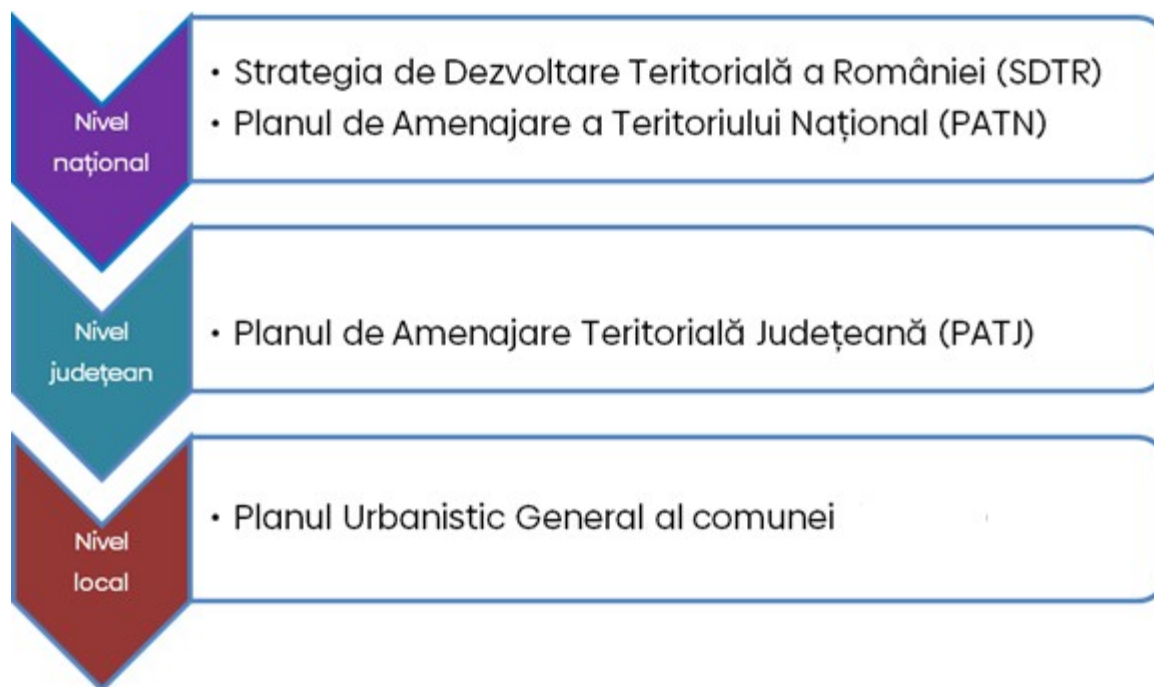 Nivel
național
• Strategia de Dezvoltare Teritorială a României (SDTR)
• Planul de Amenajare a Teritoriului Național (PATN)
Nivel
județean
• Planul de Amenajare Teritorială Județeană (PATJ)
Nivel
local
• Planul Urbanistic General al comunei